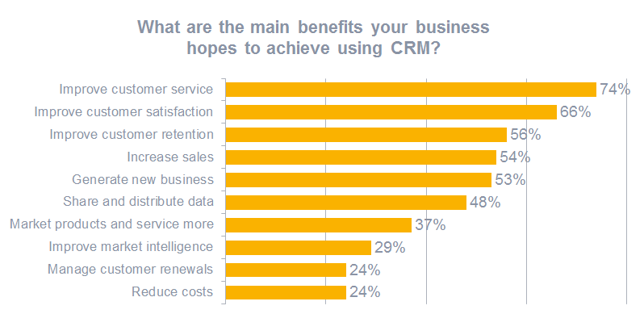 What are the main benefits your business
hopes to achieve using CRM?
Improve customer service 74%
Improve customer satisfaction 66%
Improve customer retention 56%
Increase sales 54%
Generate new business 53%
Share and distribute data 48%
Market products and service more 37%
Improve market intelligence 29%
Manage customer renewals 24%
Reduce costs 24%